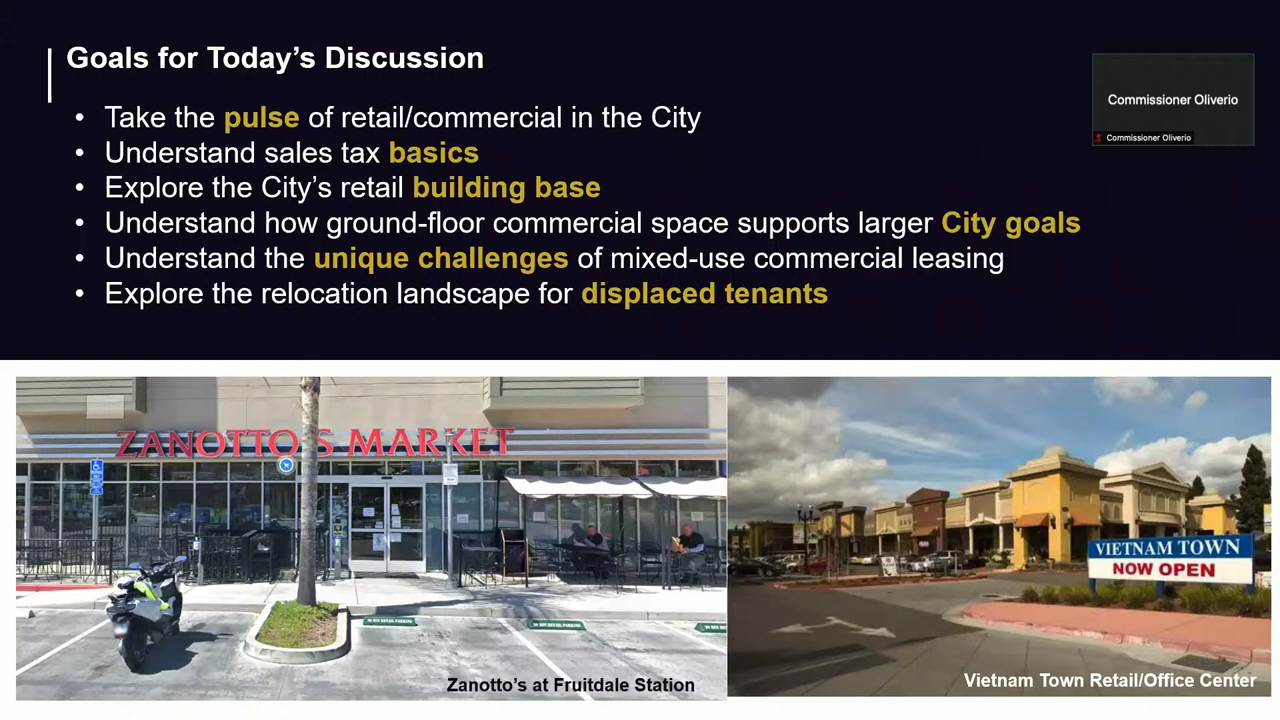 Goals for Today’s Discussion
• Take the pulse of retail/commercial in the City
• Understand sales tax basics
• Explore the City’s retail building base
• Understand how ground-floor commercial space supports larger City goals
• Understand the unique challenges of mixed-use commercial leasing
• Explore the relocation landscape for displaced tenants
Commissioner Oliverio
Commissioner Oliverio
ZANOTTO'S MARKET
Zanotto’s at Fruitdale Station
VIETNAM TOWN
NOW OPEN
Vietnam Town Retail/Office Center